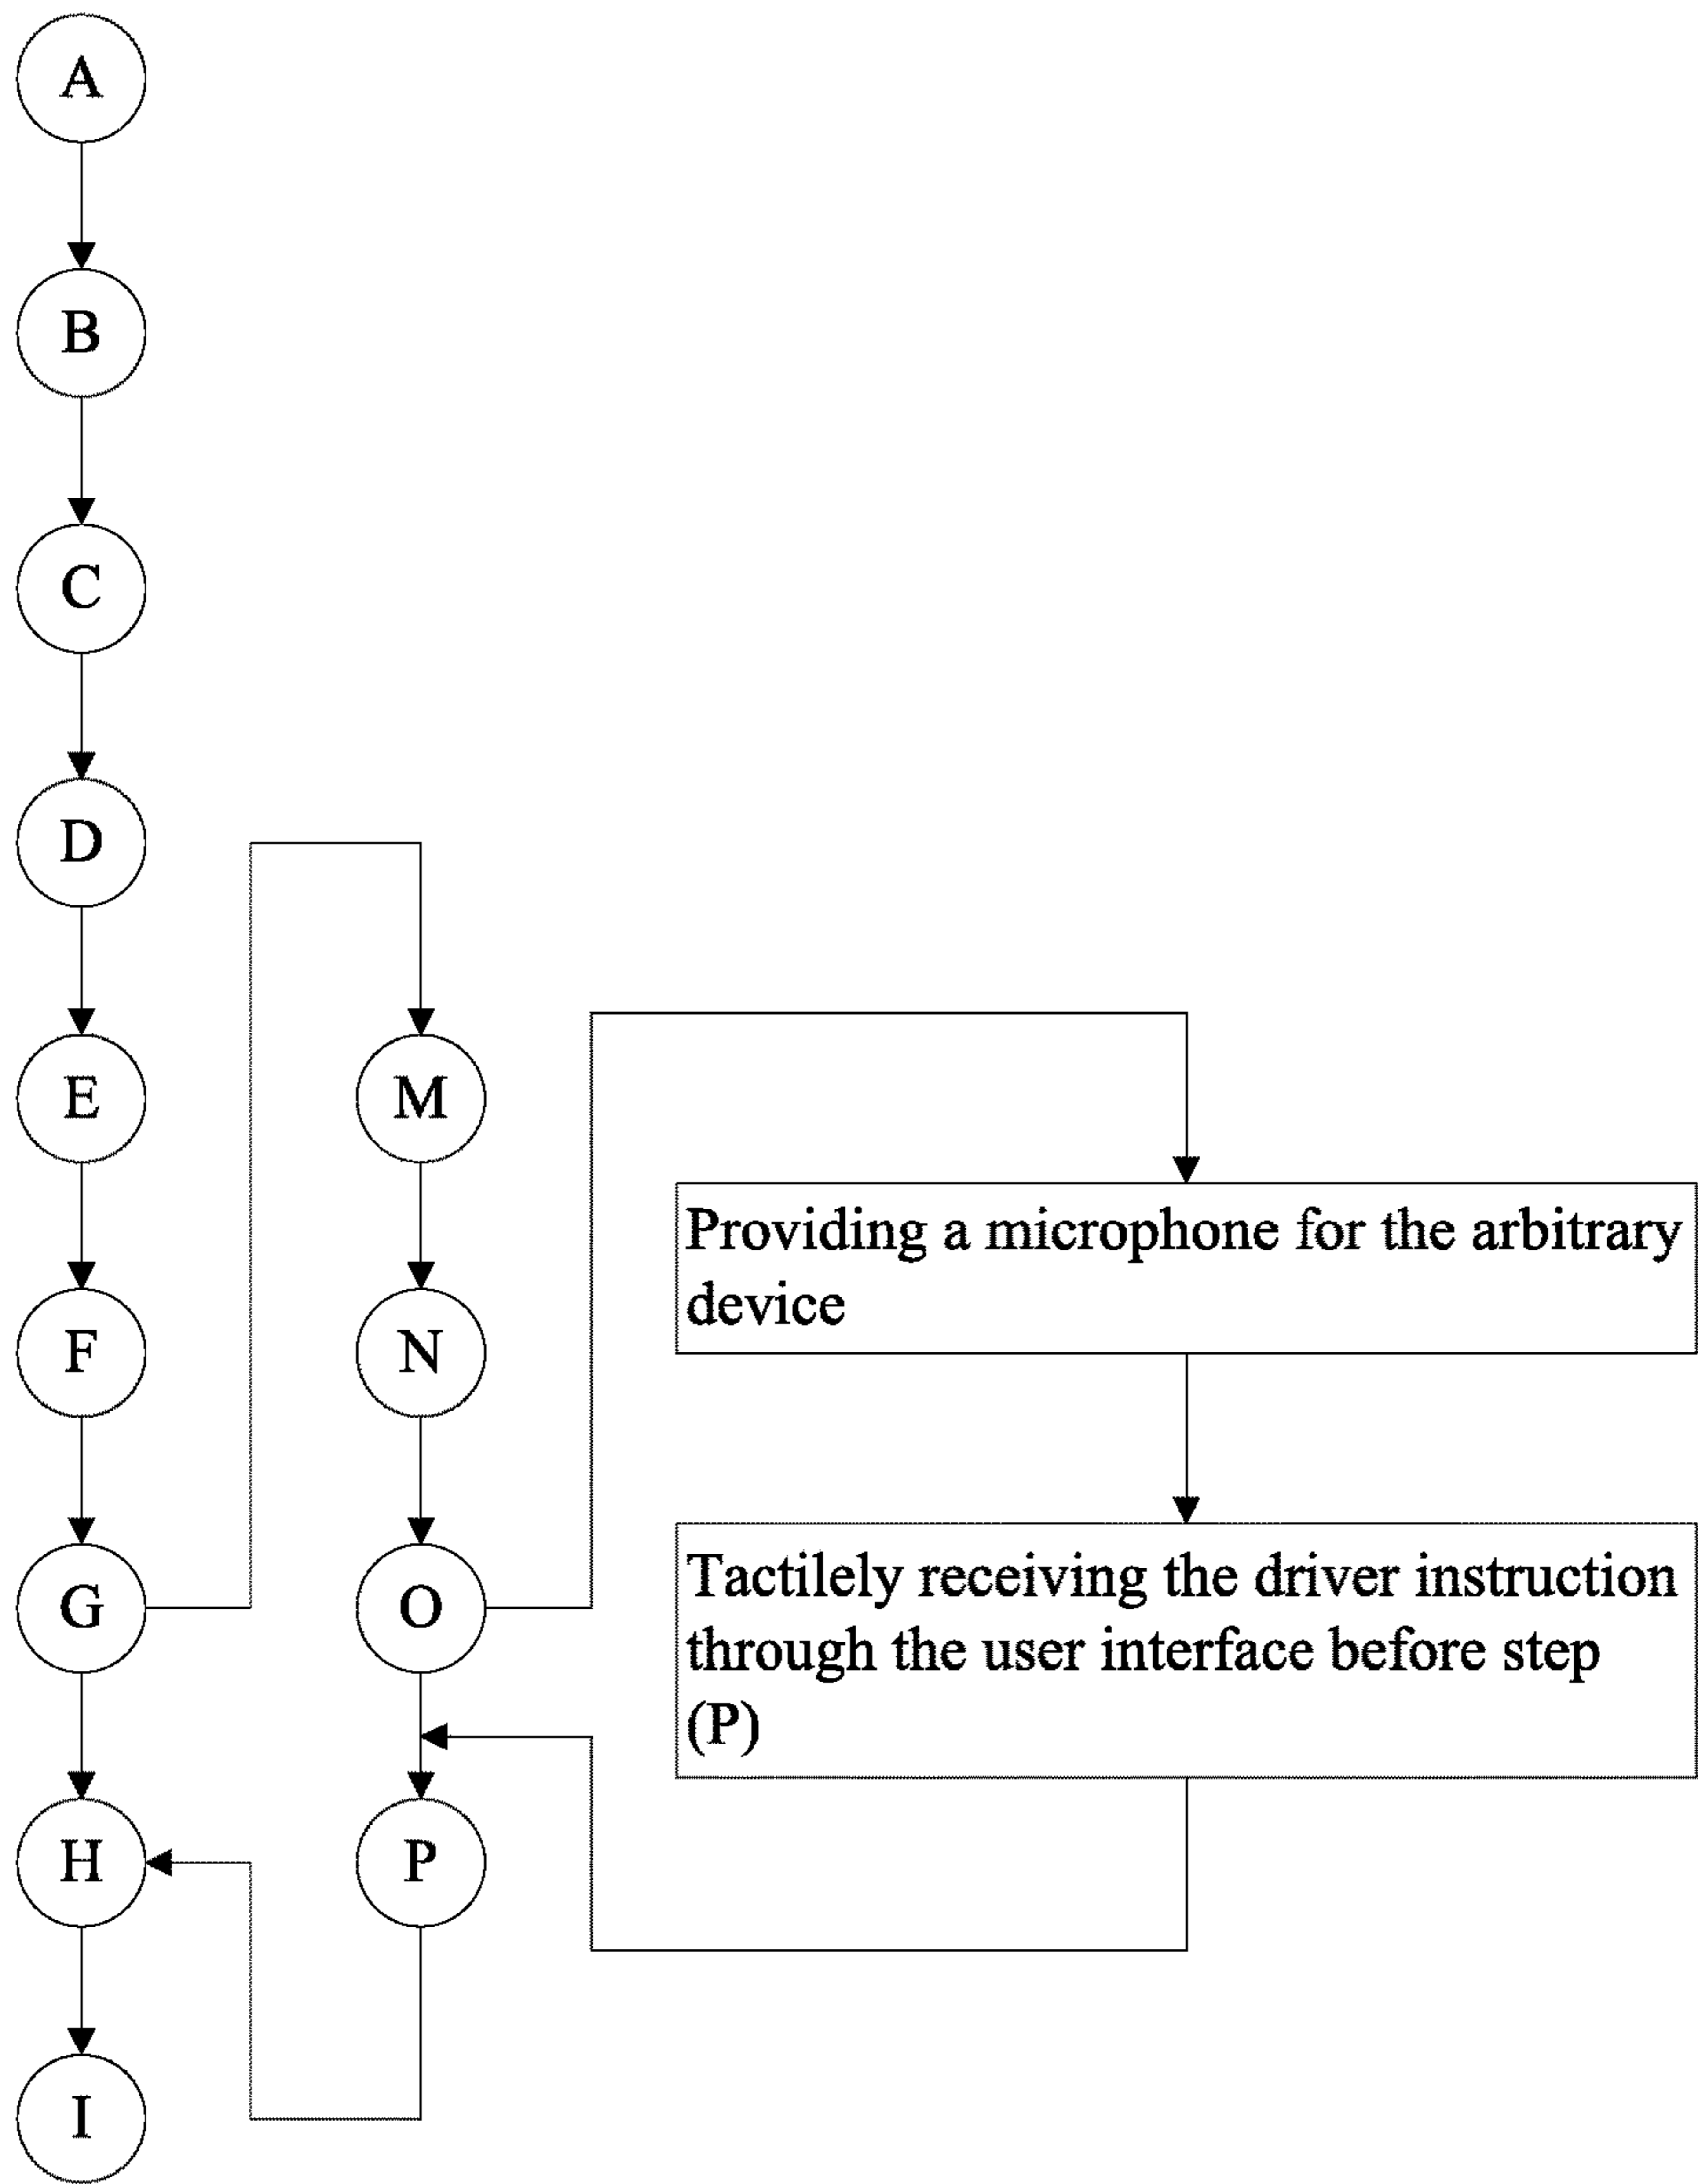 A
B
C
D
E
F
G
H
I
M
N
O
P
Providing a microphone for the arbitrary
device
Tactilely receiving the driver instruction
through the user interface before step
(P)